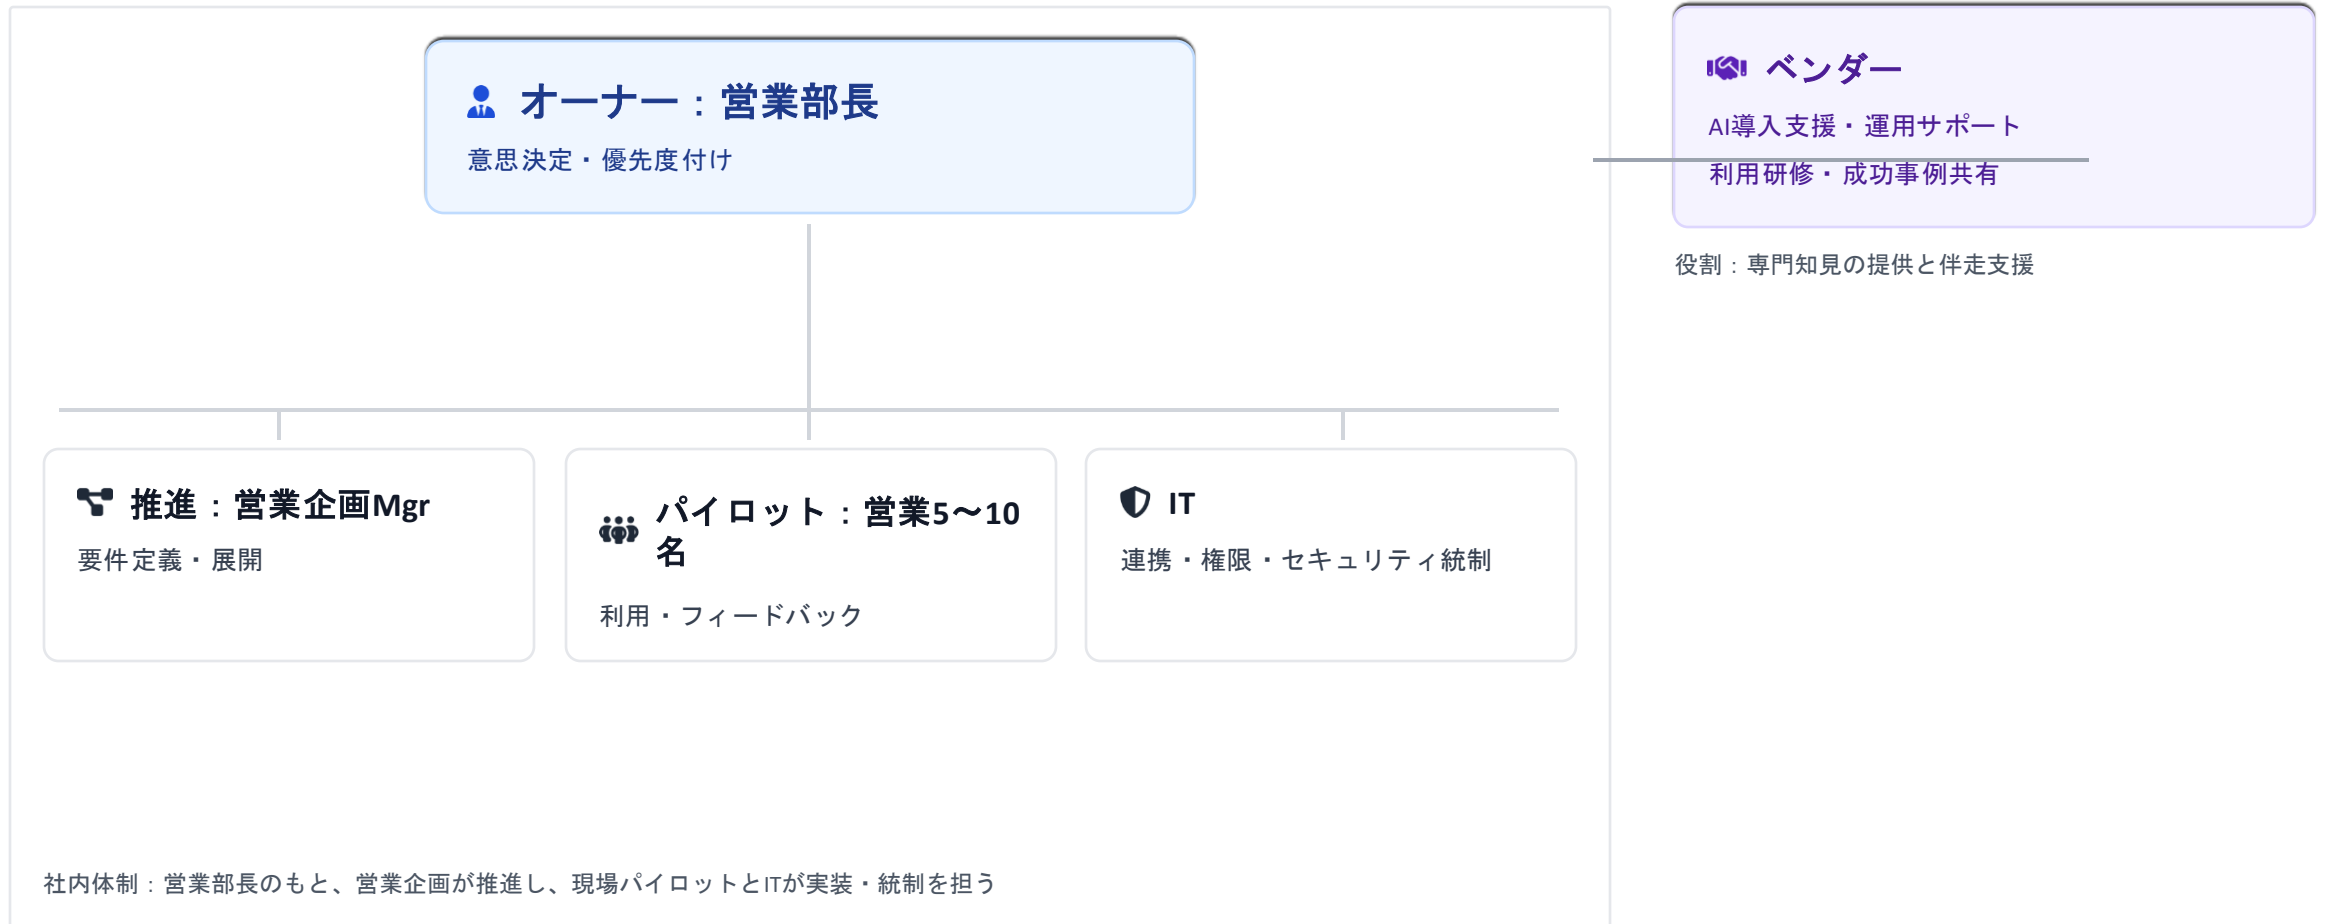 オーナー：営業部長
意思決定・優先度付け
推進：営業企画Mgr
要件定義・展開
パイロット：営業5〜10
名
利用・フィードバック
IT
連携・権限・セキュリティ統制
社内体制：営業部長のもと、営業企画が推進し、現場パイロットとITが実装・統制を担う
ベンダー
AI導入支援・運用サポート
利用研修・成功事例共有
役割：専門知見の提供と伴走支援